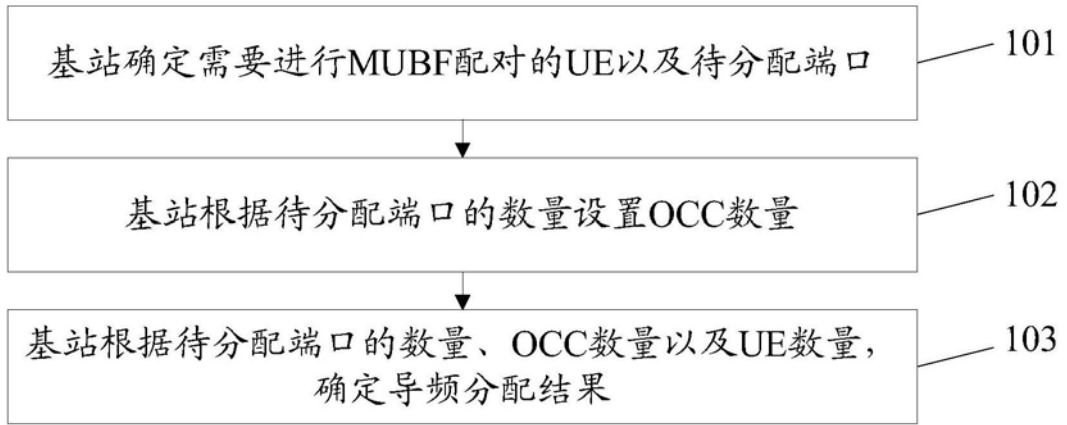 基站确定需要进行MUBF配对的UE以及待分配端口
101
基站根据待分配端口的数量设置OCC数量
102
基站根据待分配端口的数量、OCC数量以及UE数量，
确定导频分配结果
103